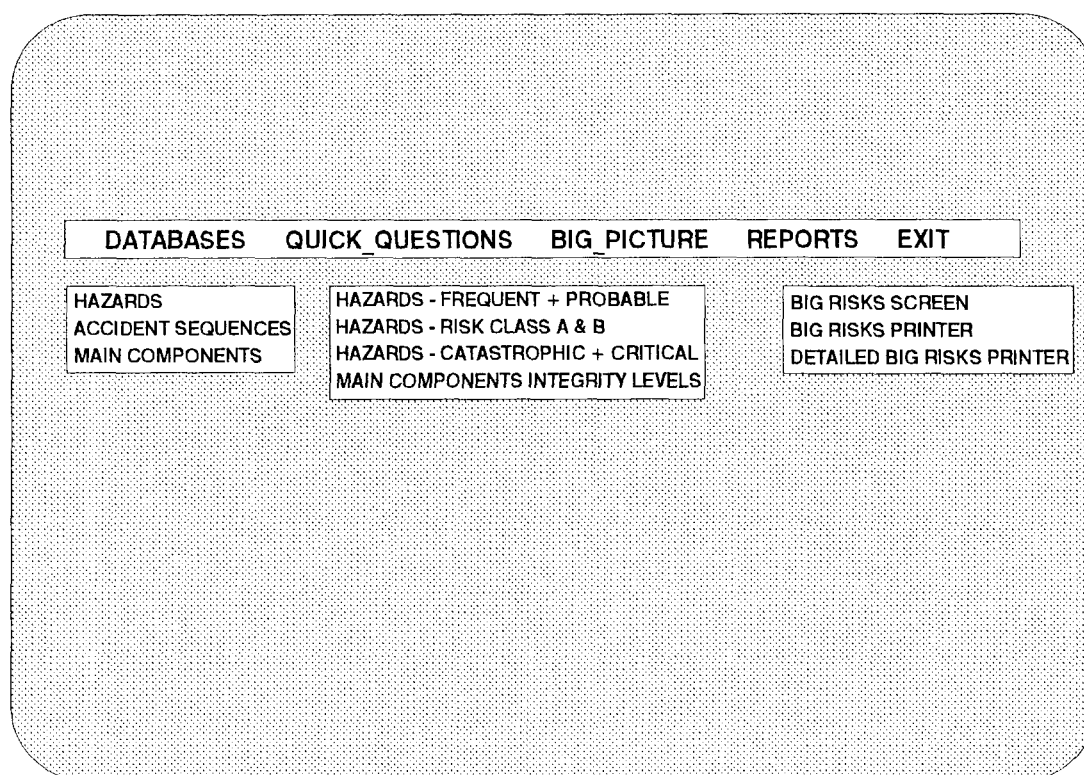 DATABASES QUICK_QUESTIONS BIG_PICTURE REPORTS EXIT
HAZARDS
ACCIDENT SEQUENCES
MAIN COMPONENTS
HAZARDS - FREQUENT + PROBABLE
HAZARDS - RISK CLASS A & B
HAZARDS - CATASTROPHIC + CRITICAL
MAIN COMPONENTS INTEGRITY LEVELS
BIG RISKS SCREEN
BIG RISKS PRINTER
DETAILED BIG RISKS PRINTER